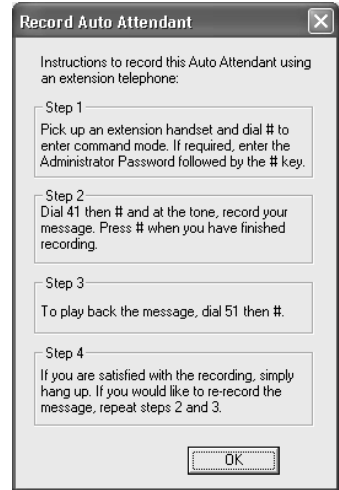 Record Auto Attendant
Instructions to record this Auto Attendant using
an extension telephone:
Step 1
Pick up an extension handset and dial # to
enter command mode. If required, enter the
Administrator Password followed by the # key.
Step 2
Dial 41 then # and at the tone, record your
message. Press # when you have finished
recording.
Step 3
To play back the message, dial 51 then #.
Step 4
If you are satisfied with the recording, simply
hang up. If you would like to re-record the
message, repeat steps 2 and 3.
OK